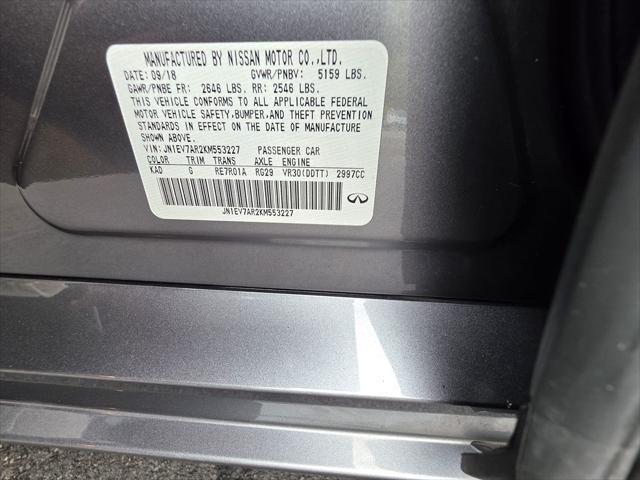 MANUFACTURED BY NISSAN MOTOR CO.,LTD.
DATE: 09/18 GVWR/PNBV: 5159 LBS.
GAWR/PNBE FR: 2646 LBS. RR: 2546 LBS.
THIS VEHICLE CONFORMS TO ALL APPLICABLE FEDERAL
MOTOR VEHICLE SAFETY,BUMPER,AND THEFT PREVENTION
STANDARDS IN EFFECT ON THE DATE OF MANUFACTURE
SHOWN ABOVE.
VIN: JN1EV7AR2KM553227 PASSENGER CAR
COLOR TRIM TRANS AXLE ENGINE
KAD G RE7R01A RG29 VR30(DDTT) 2997CC
JN1EV7AR2KM553227